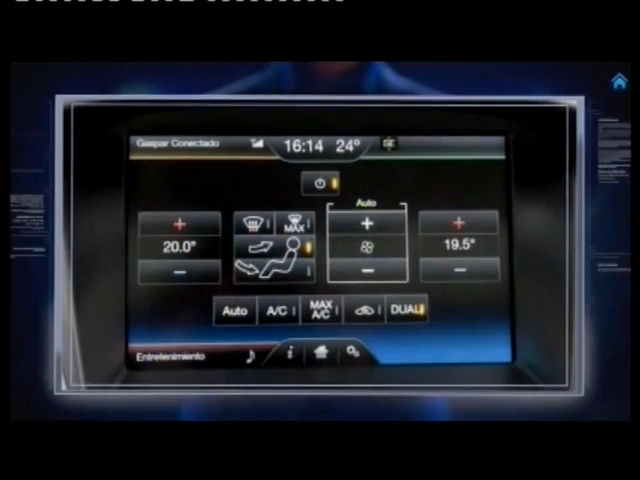 Gaspar Conectado 16:14 24°
Auto
20.0° MAX 19.5°
Auto A/C MAX A/C DUAL
Entretenimiento i